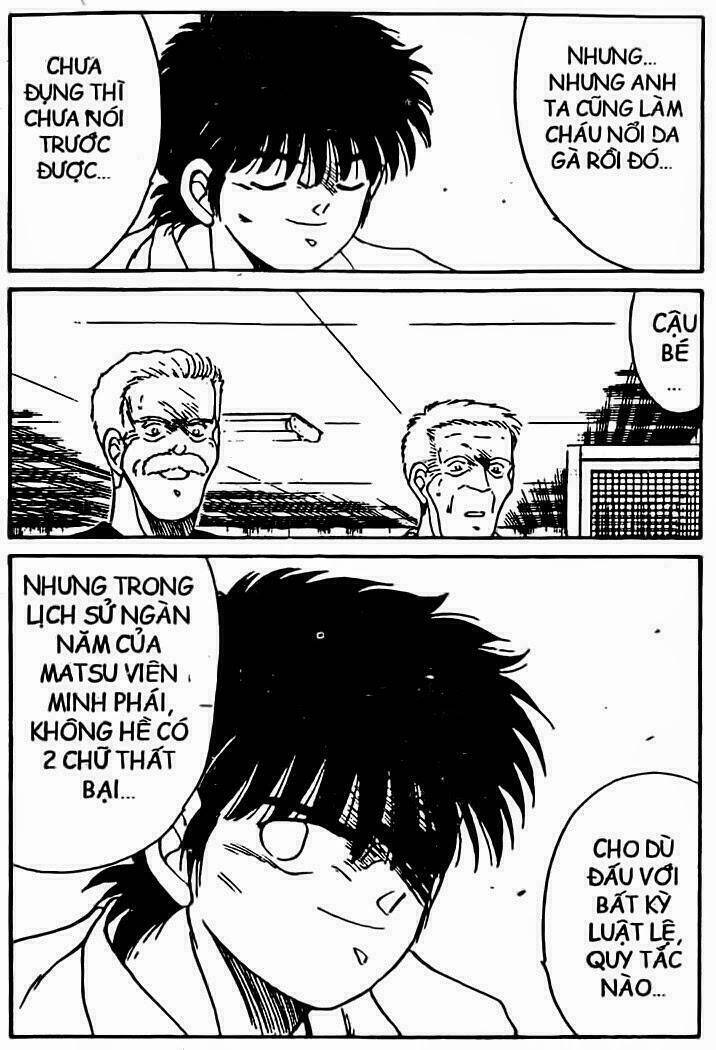 CHƯA
ĐỤNG THÌ
CHƯA NÓI
TRƯỚC
ĐƯỢC...
NHƯNG...
NHƯNG ANH
TA CŨNG LÀM
CHÁU NỔI DA
GÀ RỒI ĐÓ...
CẬU
BÉ
...
NHƯNG TRONG
LỊCH SỬ NGÀN
NĂM CỦA
MATSU VIÊN
MINH PHÁI,
KHÔNG HỀ CÓ
2 CHỮ THẤT
BẠI...
CHO DÙ
ĐẤU VỚI
BẤT KỲ
LUẬT LỆ,
QUY TẮC
NÀO...